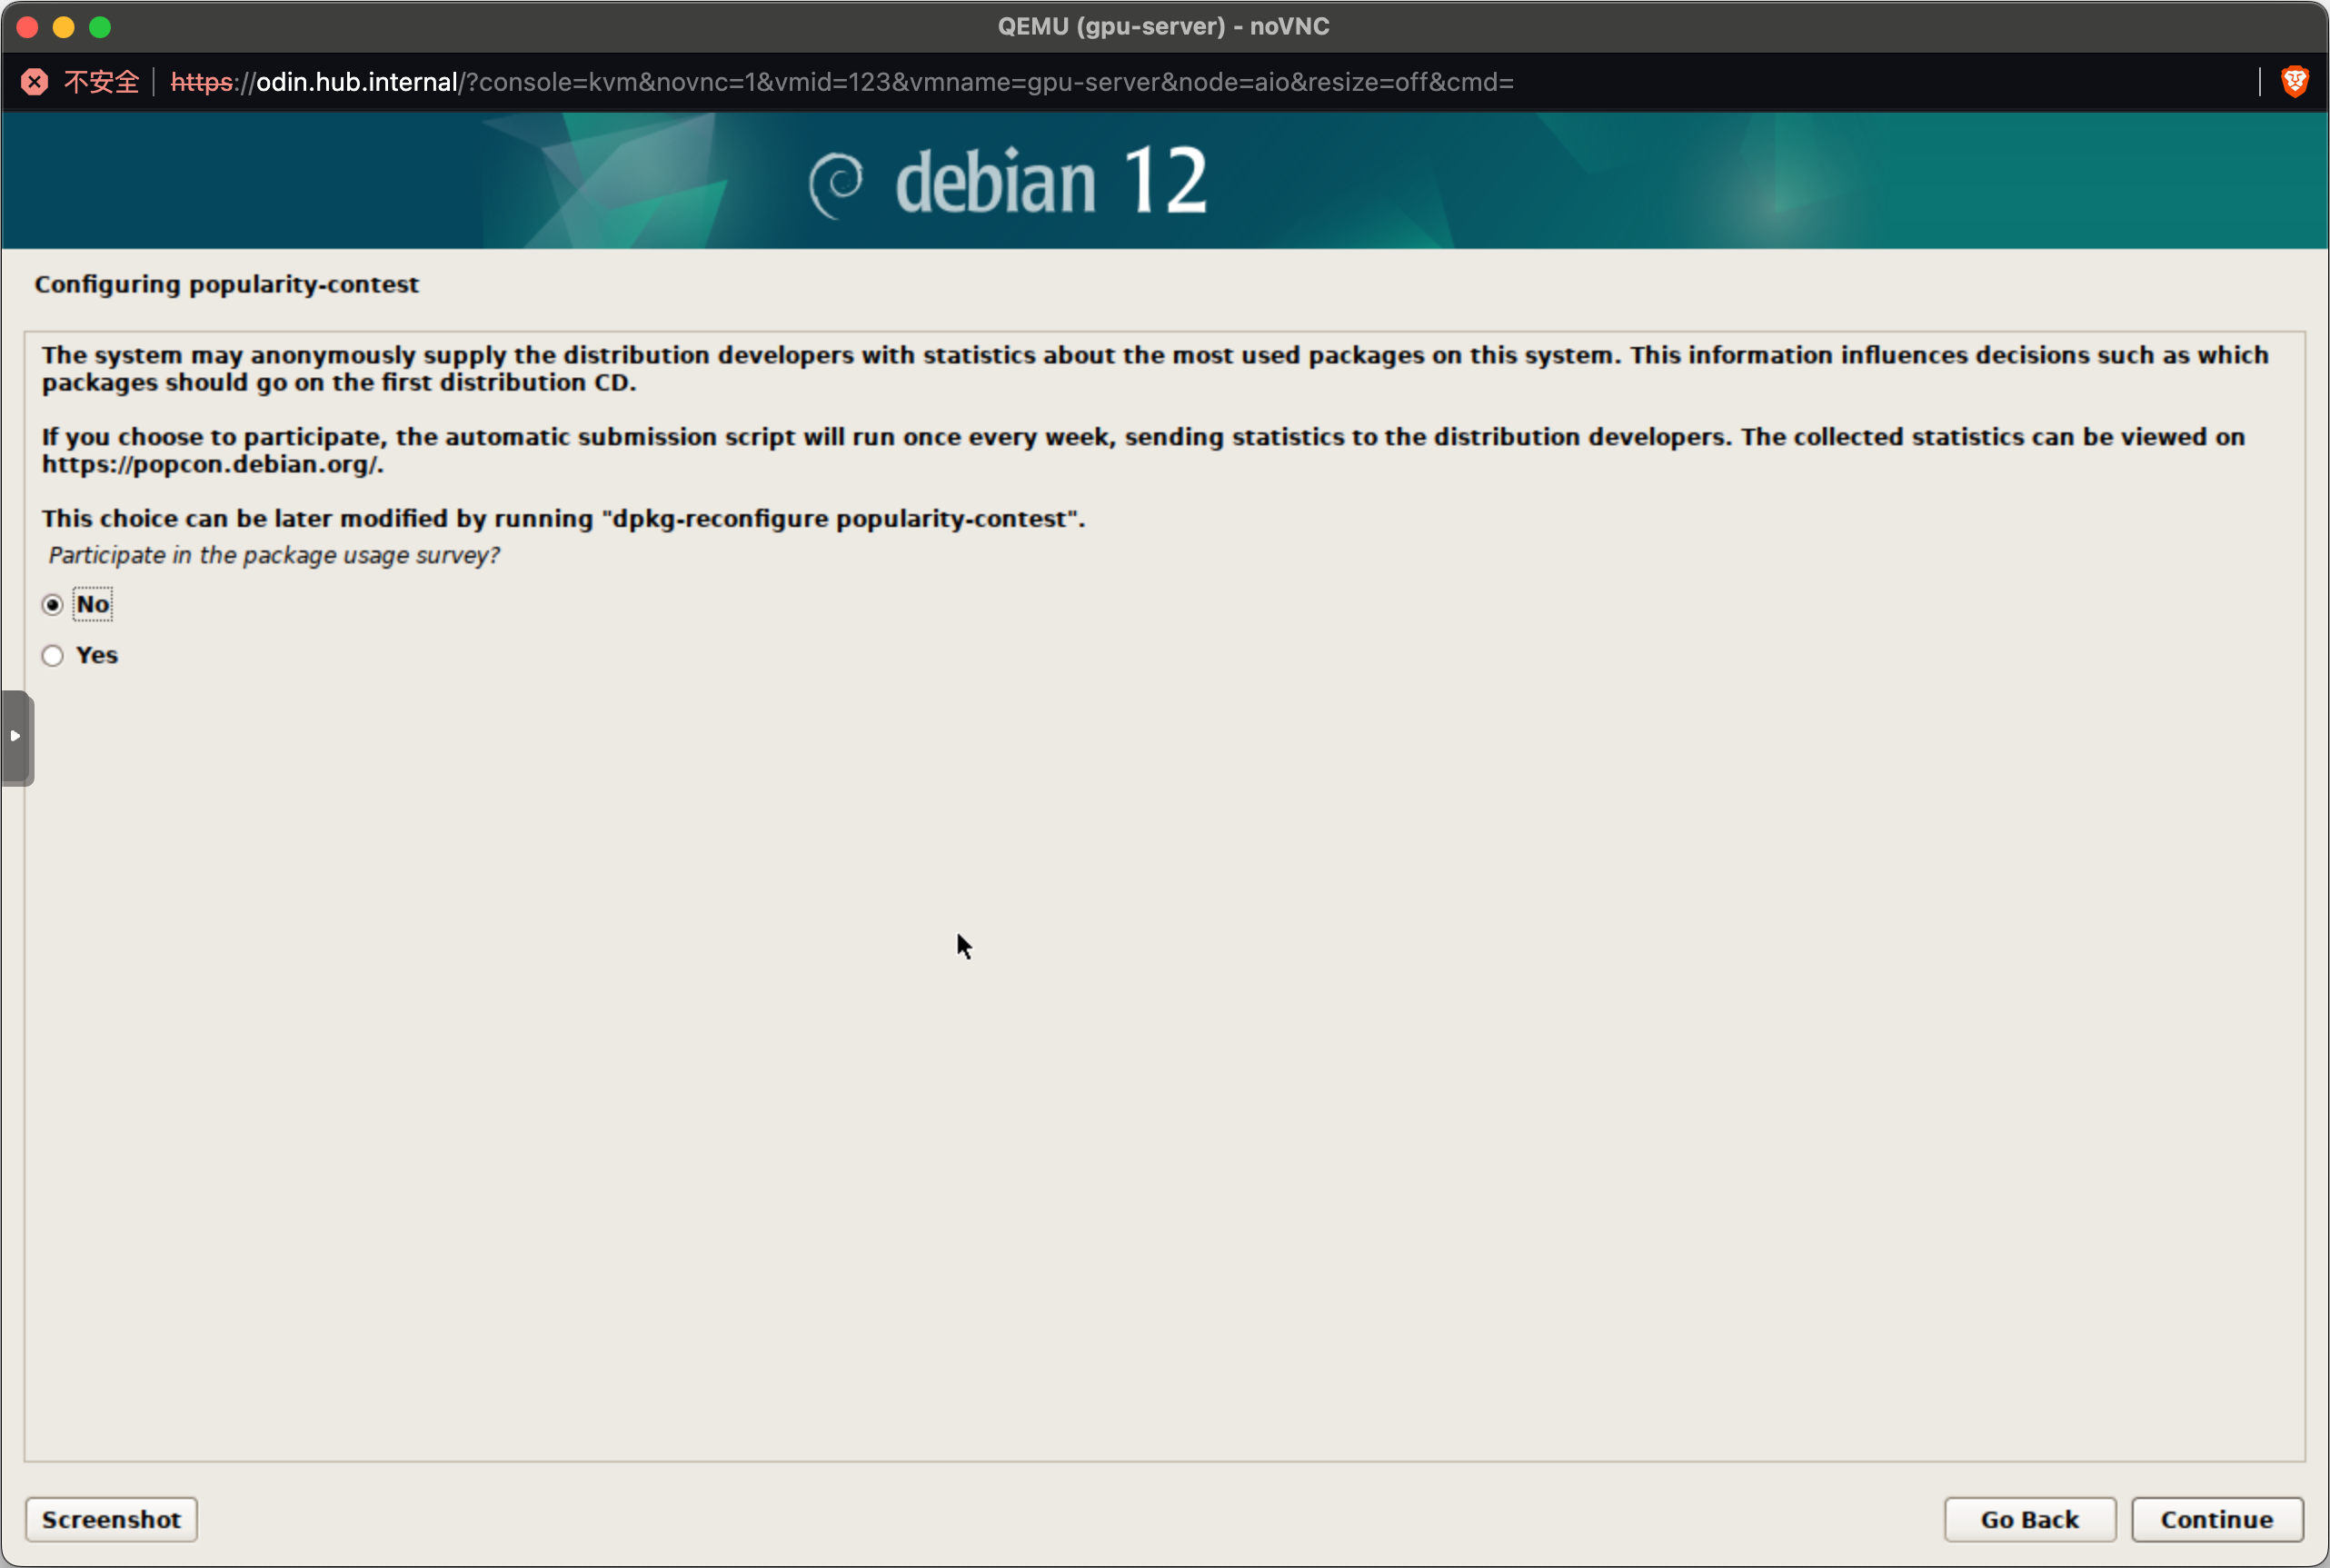 QEMU (gpu-server) - noVNC
不安全 https://odin.hub.internal/?console=kvm&novnc=1&vmid=123&vmname=gpu-server&node=aio&resize=off&cmd=
debian 12
Configuring popularity-contest
The system may anonymously supply the distribution developers with statistics about the most used packages on this system. This information influences decisions such as which
packages should go on the first distribution CD.
If you choose to participate, the automatic submission script will run once every week, sending statistics to the distribution developers. The collected statistics can be viewed on
https://popcon.debian.org/.
This choice can be later modified by running "dpkg-reconfigure popularity-contest".
Participate in the package usage survey?
No
Yes
Screenshot
Go Back
Continue